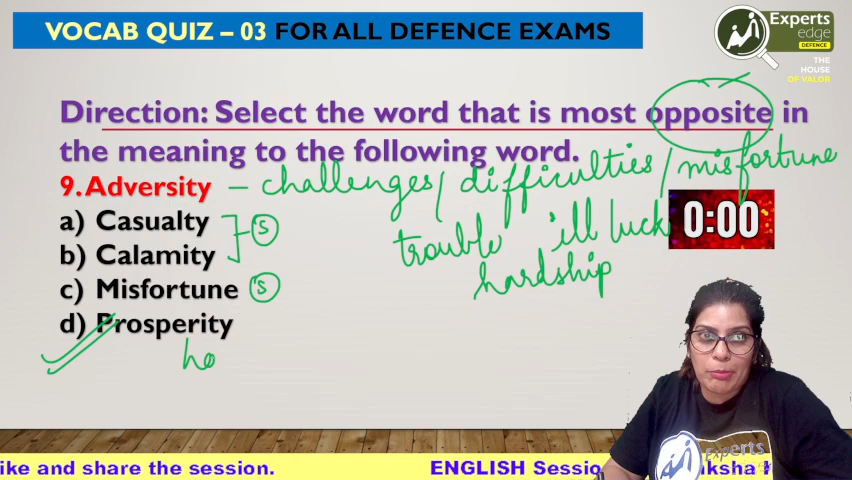 VOCAB QUIZ – 03 FOR ALL DEFENCE EXAMS
Experts
edge
DEFENCE
THE
HOUSE
OF VALOR
Direction: Select the word that is most opposite in
the meaning to the following word.
9. Adversity – challenges / difficulties / misfortune
a) Casualty
S
trouble ill luck
0:00
b) Calamity
hardship
c) Misfortune
S
d) Prosperity
ho
Experts
ike and share the session. ENGLISH Sessio